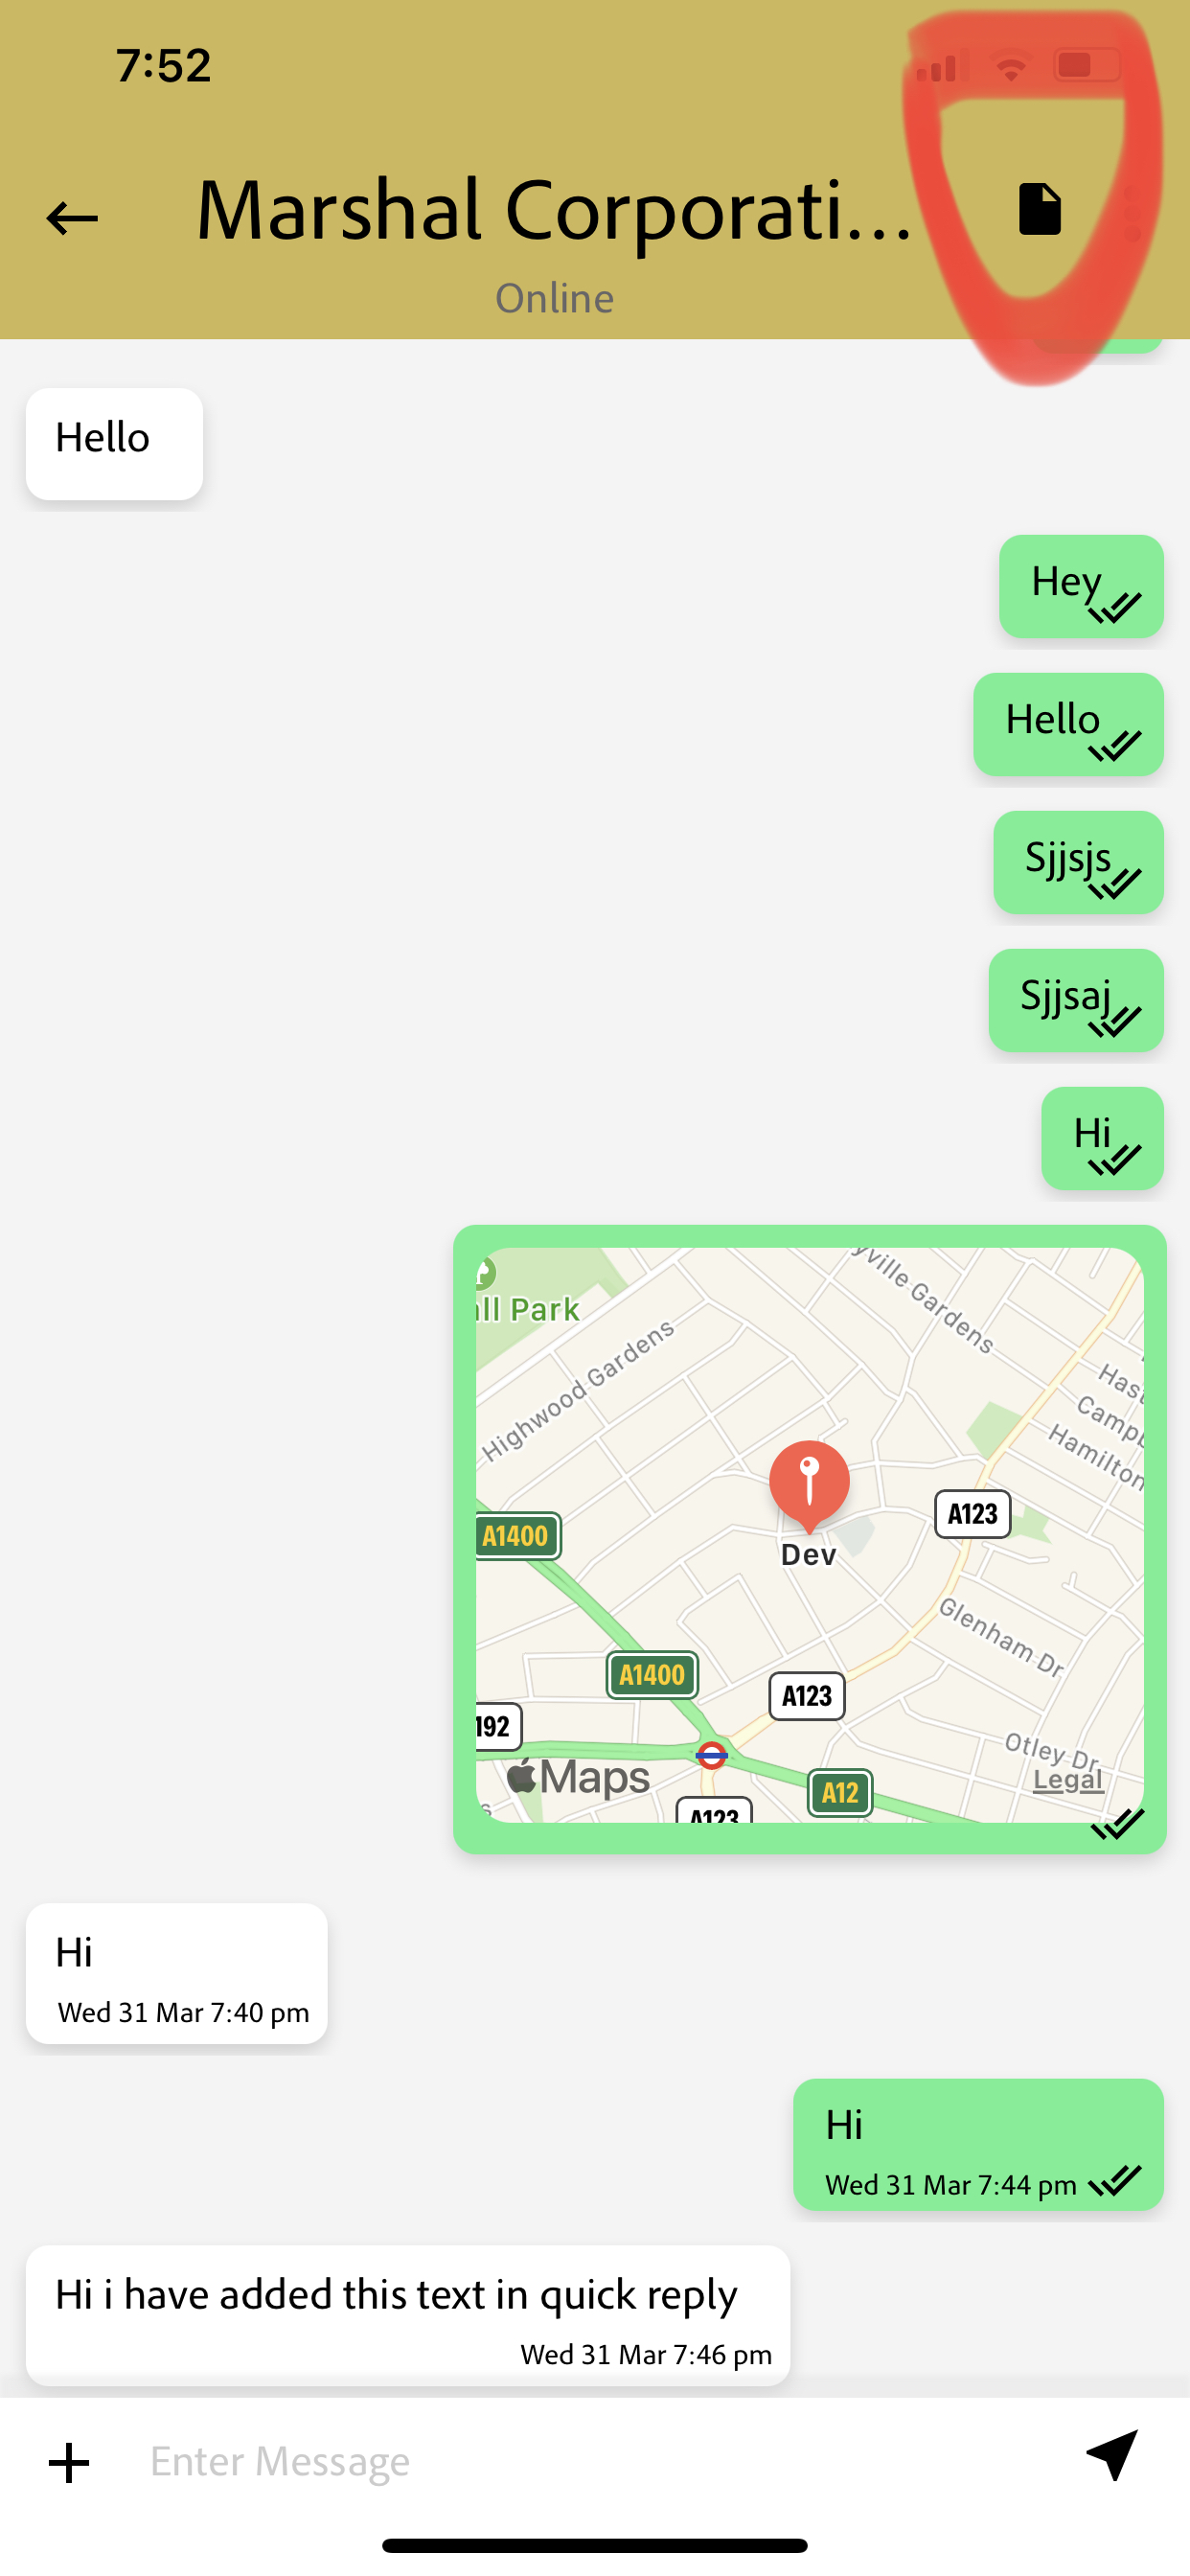 7:52
Marshal Corporati...
Online
Hello
Hey
Hello
Sjjsjs
Sjjsaj
Hi
yville Gardens
ll Park
Highwood Gardens
Hast
Campb
Hamilton
A123
A1400
Dev
Glenham Dr
A1400
A123
192
Otley Dr
Maps
Legal
A12
A123
s
Hi
Wed 31 Mar 7:40 pm
Hi
Wed 31 Mar 7:44 pm
Hi i have added this text in quick reply
Wed 31 Mar 7:46 pm
Enter Message